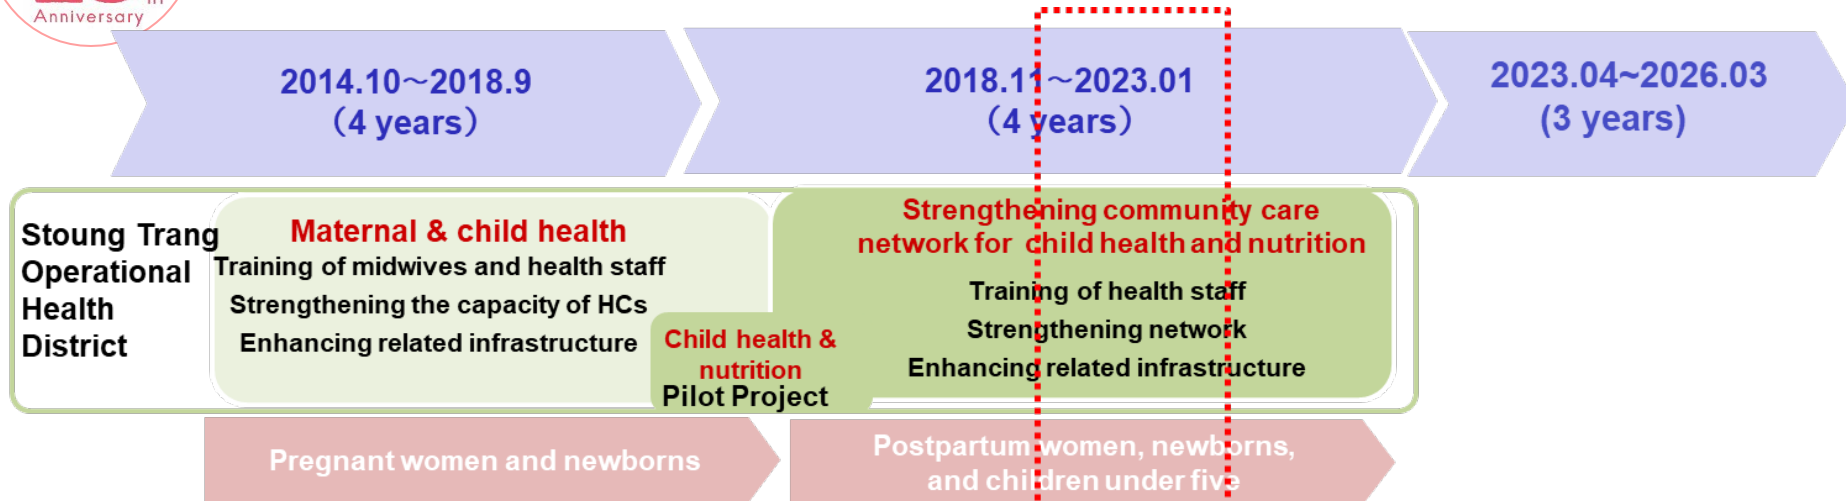 Anniversary
2014.10～2018.9
（4 years）
2018.11～2023.01
（4 years）
2023.04~2026.03
(3 years)
Stoung Trang
Operational
Health
District
Maternal & child health
Training of midwives and health staff
Strengthening the capacity of HCs
Enhancing related infrastructure
Child health &
nutrition
Pilot Project
Strengthening community care
network for child health and nutrition
Training of health staff
Strengthening network
Enhancing related infrastructure
Pregnant women and newborns
Postpartum women, newborns,
and children under five